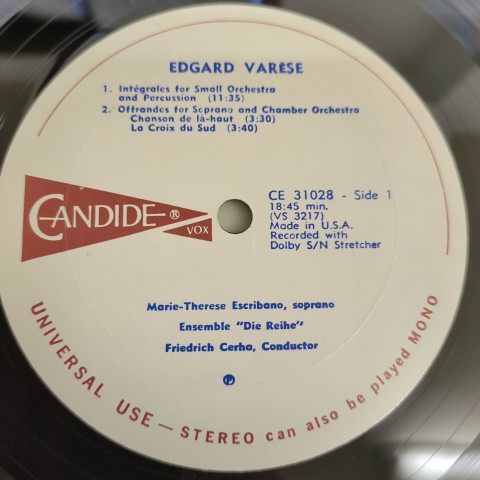 EDGARD VARÈSE
1. Intégrales for Small Orchestra
and Percussion (11:35)
2. Offrandes for Soprano and Chamber Orchestra
Chanson de là-haut (3:30)
La Croix du Sud (3:40)
CANDIDE ®
VOX
CE 31028 - Side 1
18:45 min.
(VS 3217)
Made in U.S.A.
Recorded with
Dolby S/N Stretcher
Marie-Therese Escribano, soprano
Ensemble "Die Reihe"
Friedrich Cerha, Conductor
℗
UNIVERSAL USE — STEREO can also be played MONO